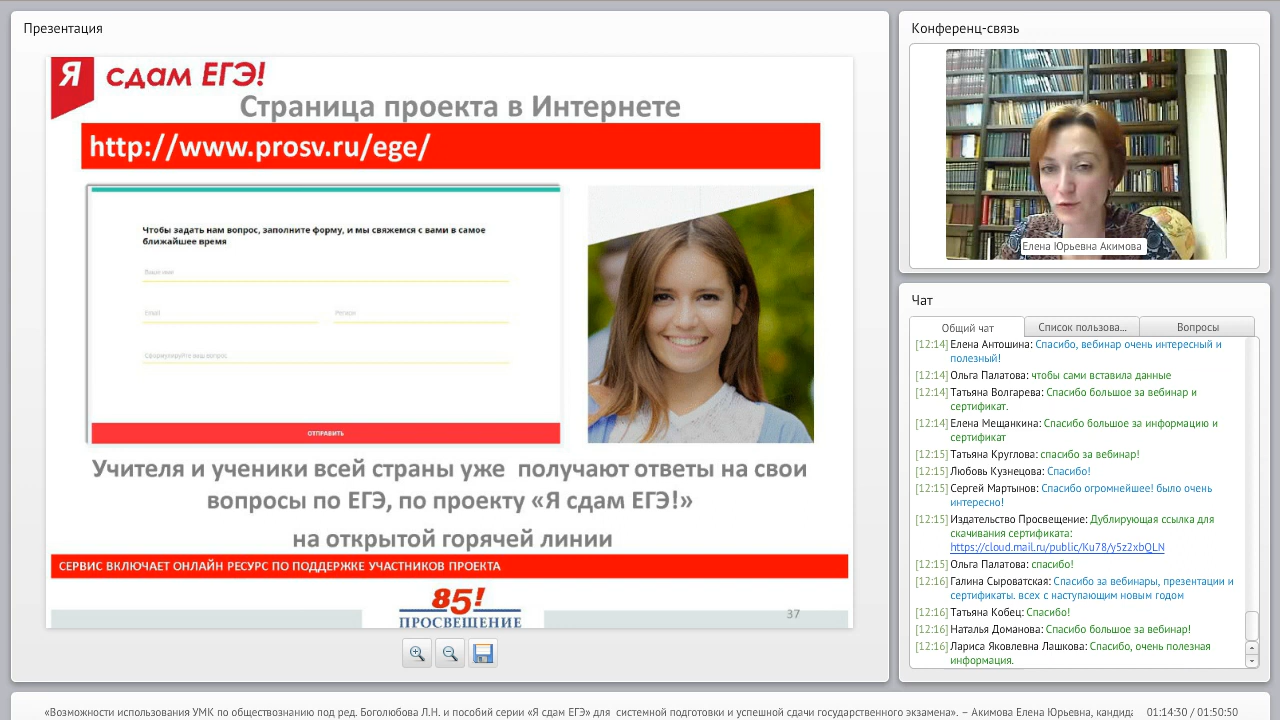 Презентация
Я сдам ЕГЭ!
Страница проекта в Интернете
http://www.prosv.ru/ege/
Чтобы задать нам вопрос, заполните форму, и мы свяжемся с вами в самое
ближайшее время
Ваше имя
Email Регион
Сформулируйте ваш вопрос
ОТПРАВИТЬ
Учителя и ученики всей страны уже получают ответы на свои
вопросы по ЕГЭ, по проекту «Я сдам ЕГЭ!»
на открытой горячей линии
СЕРВИС ВКЛЮЧАЕТ ОНЛАЙН РЕСУРС ПО ПОДДЕРЖКЕ УЧАСТНИКОВ ПРОЕКТА
85!
ПРОСВЕЩЕНИЕ
37
Конференц-связь
Елена Юрьевна Акимова
Чат
Общий чат Список пользова... Вопросы
[12:14] Елена Антошина: Спасибо, вебинар очень интересный и
полезный!
[12:14] Ольга Палатова: чтобы сами вставила данные
[12:14] Татьяна Волгарева: Спасибо большое за вебинар и
сертификат.
[12:14] Елена Мещанкина: Спасибо большое за информацию и
сертификат
[12:15] Татьяна Круглова: спасибо за вебинар!
[12:15] Любовь Кузнецова: Спасибо!
[12:15] Сергей Мартынов: Спасибо огромнейшее! было очень
интересно!
[12:15] Издательство Просвещение: Дублирующая ссылка для
скачивания сертификата:
https://cloud.mail.ru/public/Ku78/y5z2xbQLN
[12:15] Ольга Палатова: спасибо!
[12:16] Галина Сыроватская: Спасибо за вебинары, презентации и
сертификаты. всех с наступающим новым годом
[12:16] Татьяна Кобец: Спасибо!
[12:16] Наталья Доманова: Спасибо большое за вебинар!
[12:16] Лариса Яковлевна Лашкова: Спасибо, очень полезная
информация.
«Возможности использования УМК по обществознанию под ред. Боголюбова Л.Н. и пособий серии «Я сдам ЕГЭ» для системной подготовки и успешной сдачи государственного экзамена». – Акимова Елена Юрьевна, кандида 01:14:30 / 01:50:50